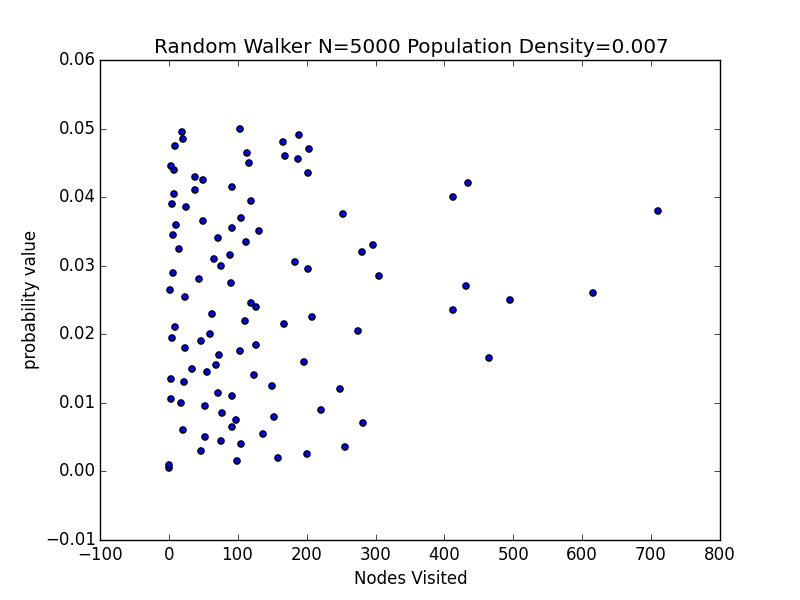 Random Walker N=5000 Population Density=0.007
0.06
0.05
0.04
0.03
0.02
0.01
0.00
−0.01
probability value
−100 0 100 200 300 400 500 600 700 800
Nodes Visited